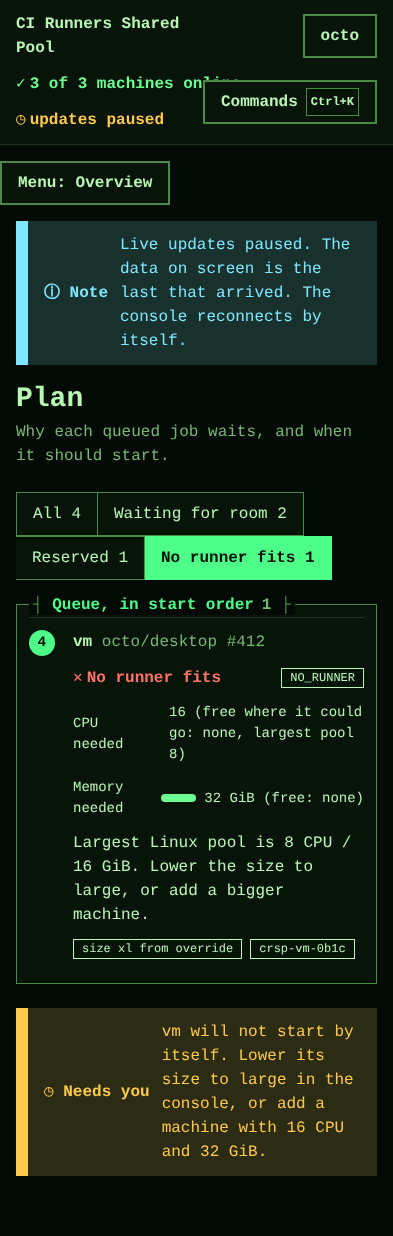 CI Runners Shared
Pool
octo
✓ 3 of 3 machines
Commands Ctrl+K
◷ updates paused
Menu: Overview
ⓘ Note
Live updates paused. The
data on screen is the
last that arrived. The
console reconnects by
itself.
Plan
Why each queued job waits, and when
it should start.
All 4
Waiting for room 2
Reserved 1
No runner fits 1
Queue, in start order 1
4
vm octo/desktop #412
✕ No runner fits
NO_RUNNER
CPU
needed
16 (free where it could
go: none, largest pool
8)
Memory
needed
32 GiB (free: none)
Largest Linux pool is 8 CPU /
16 GiB. Lower the size to
large, or add a bigger
machine.
size xl from override
crsp-vm-0b1c
◷ Needs you
vm will not start by
itself. Lower its
size to large in the
console, or add a
machine with 16 CPU
and 32 GiB.